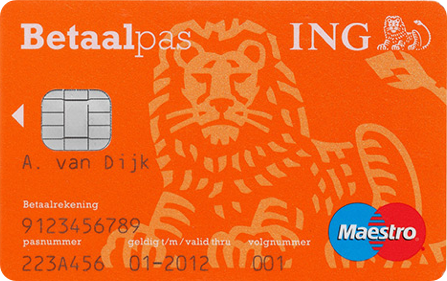 Betaalpas ING
A. van Dijk
Betaalrekening
9123456789
pasnummer geldig t/m / valid thru volgnummer
223A456 01-2012 001
Maestro